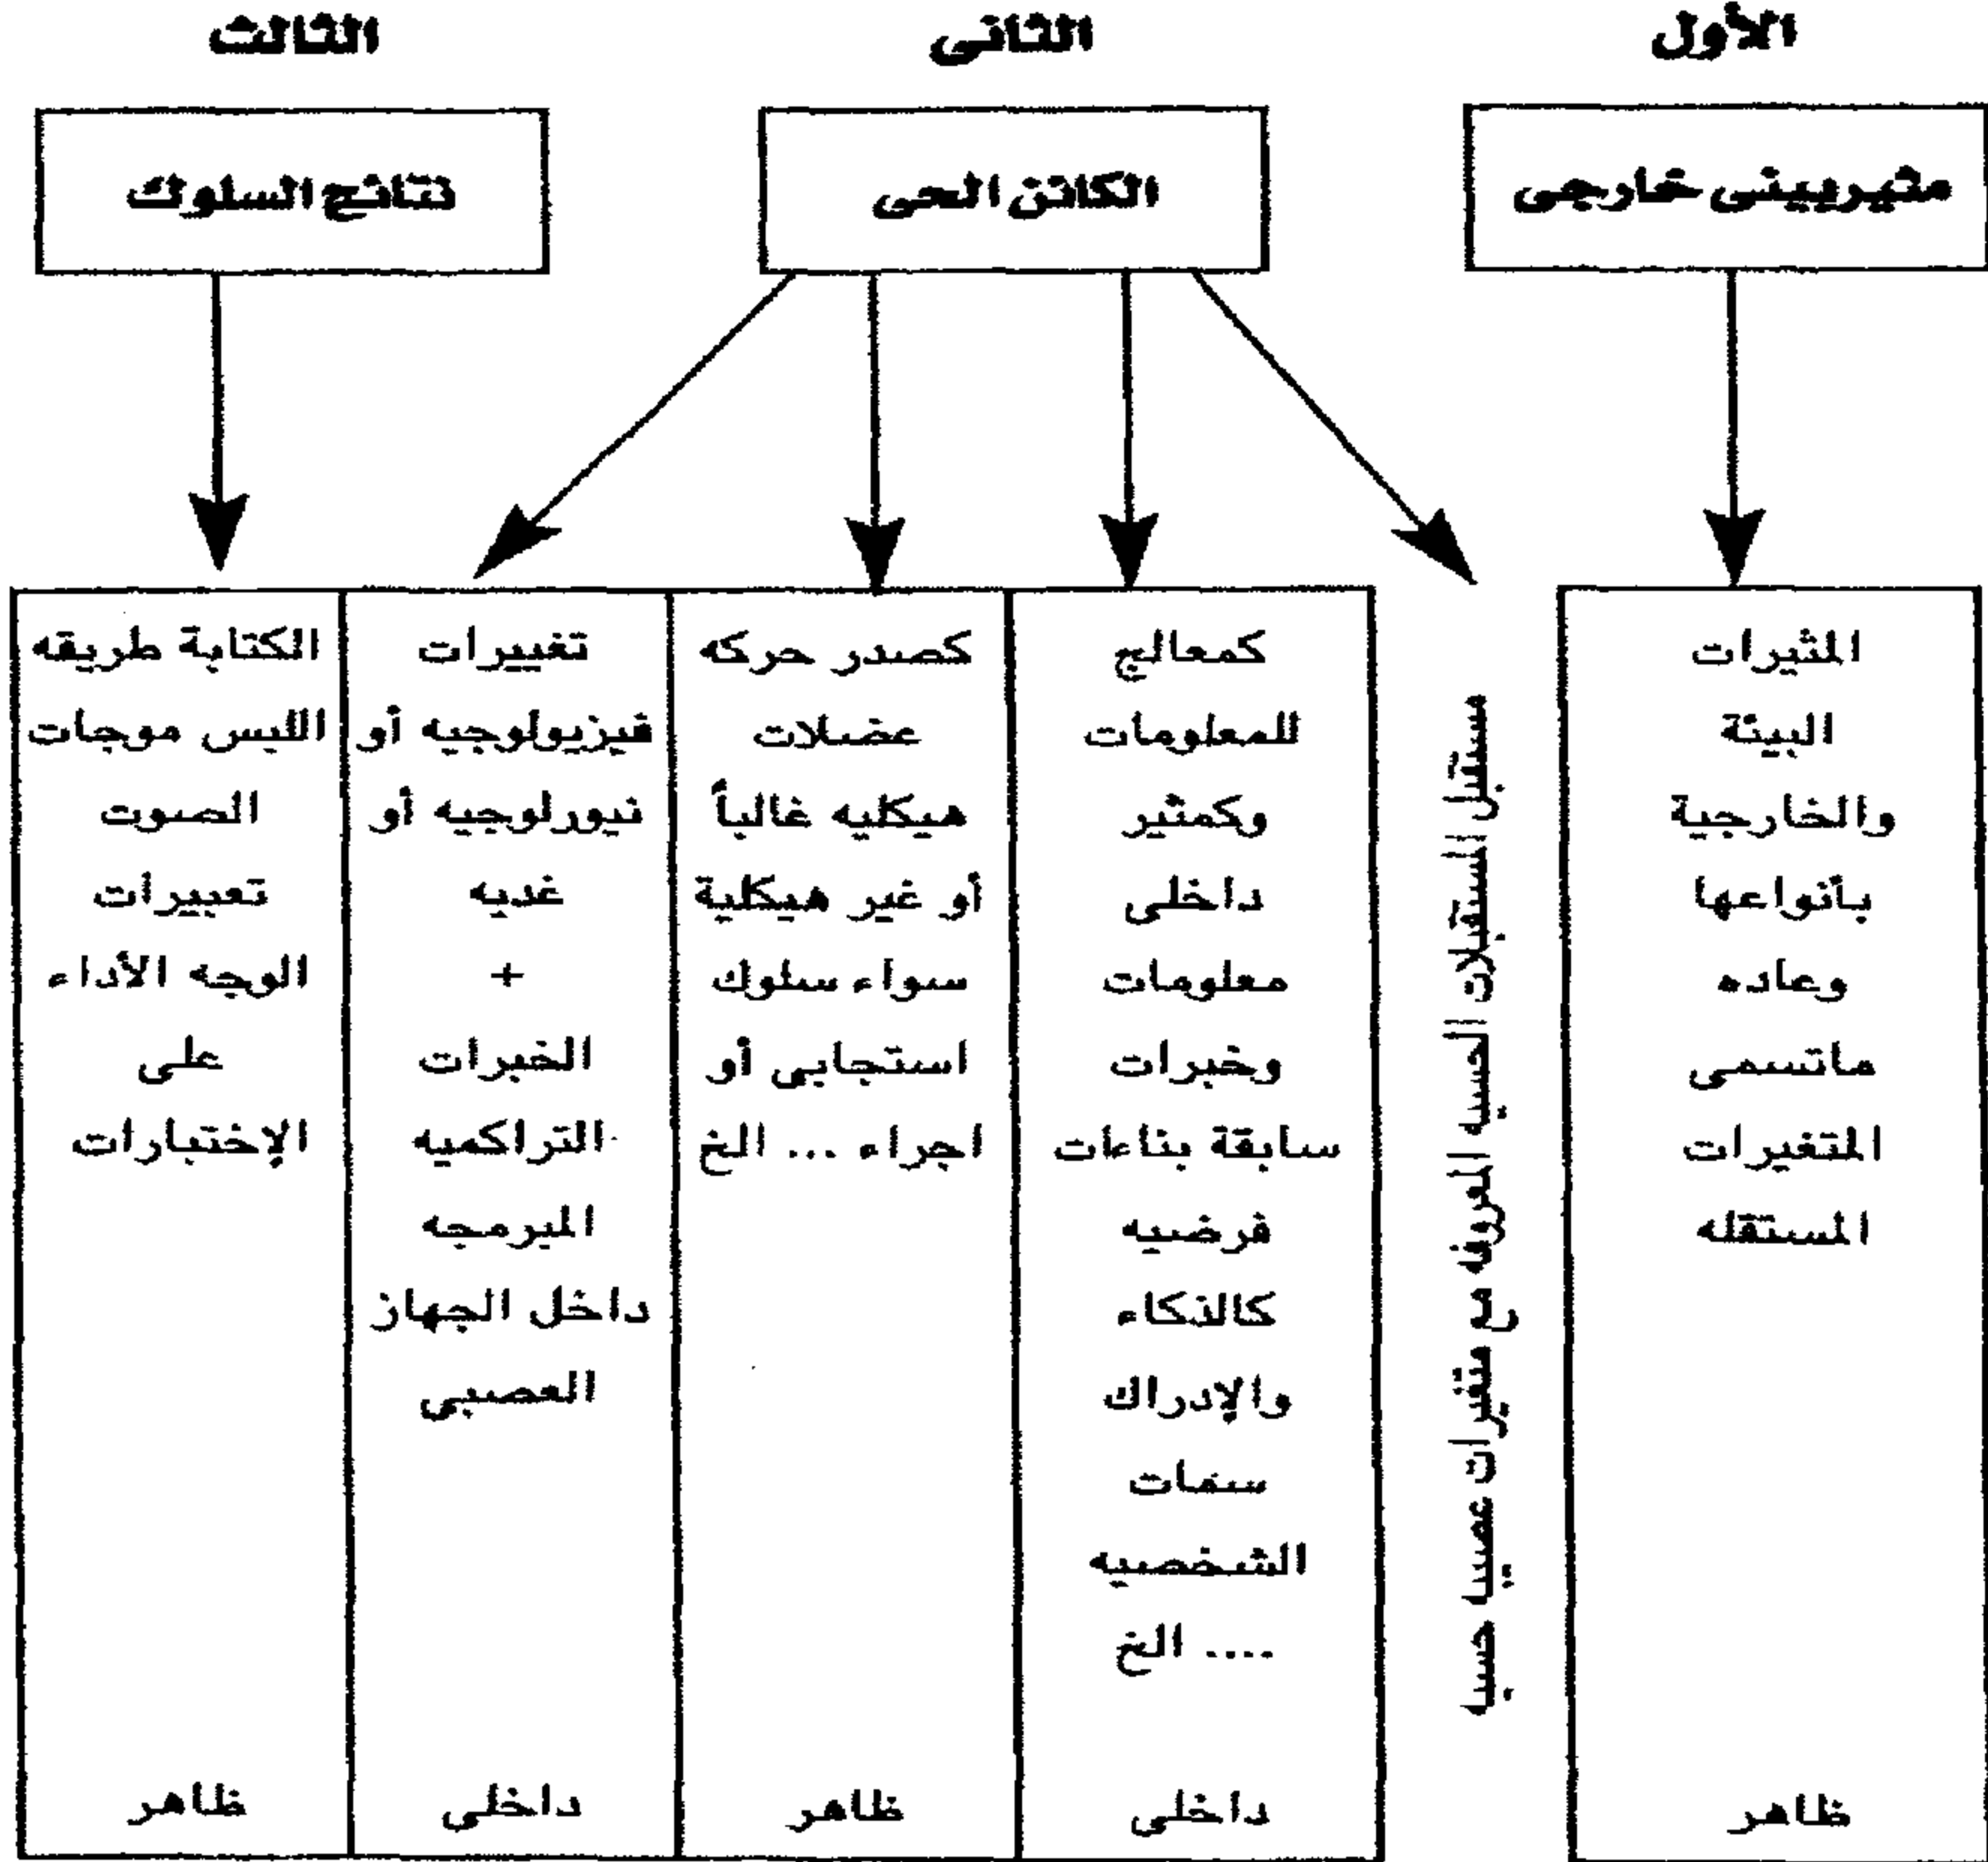 الأول
الثانى
الثالث
مثير بيئى خارجى
الكائن الحى
نتائج السلوك
المثيرات
البيئة
والخارجية
بأنواعها
وعاده
ماتسمى
المتغيرات
المستقله
ظاهر
مستقبل المستقبلات الحسيه المعروفه مع متغيرات عصبيا حسيا
كمعالج
للمعلومات
وكمثير
داخلى
معلومات
وخبرات
سابقة بناءات
فرضيه
كالذكاء
والإدراك
سمات
الشخصيه
.... الخ
داخلى
كصدر حركه
عضلات
هيكليه غالباً
أو غير هيكلية
سواء سلوك
استجابى أو
اجراء ... الخ
ظاهر
تغييرات
فيزيولوجيه أو
نيورلوجيه أو
غديه
+
الخبرات
التراكميه
المبرمجه
داخل الجهاز
العصبى
داخلى
الكتابة طريقه
اللبس موجات
الصوت
تعبيرات
الوجه الأداء
على
الإختبارات
ظاهر